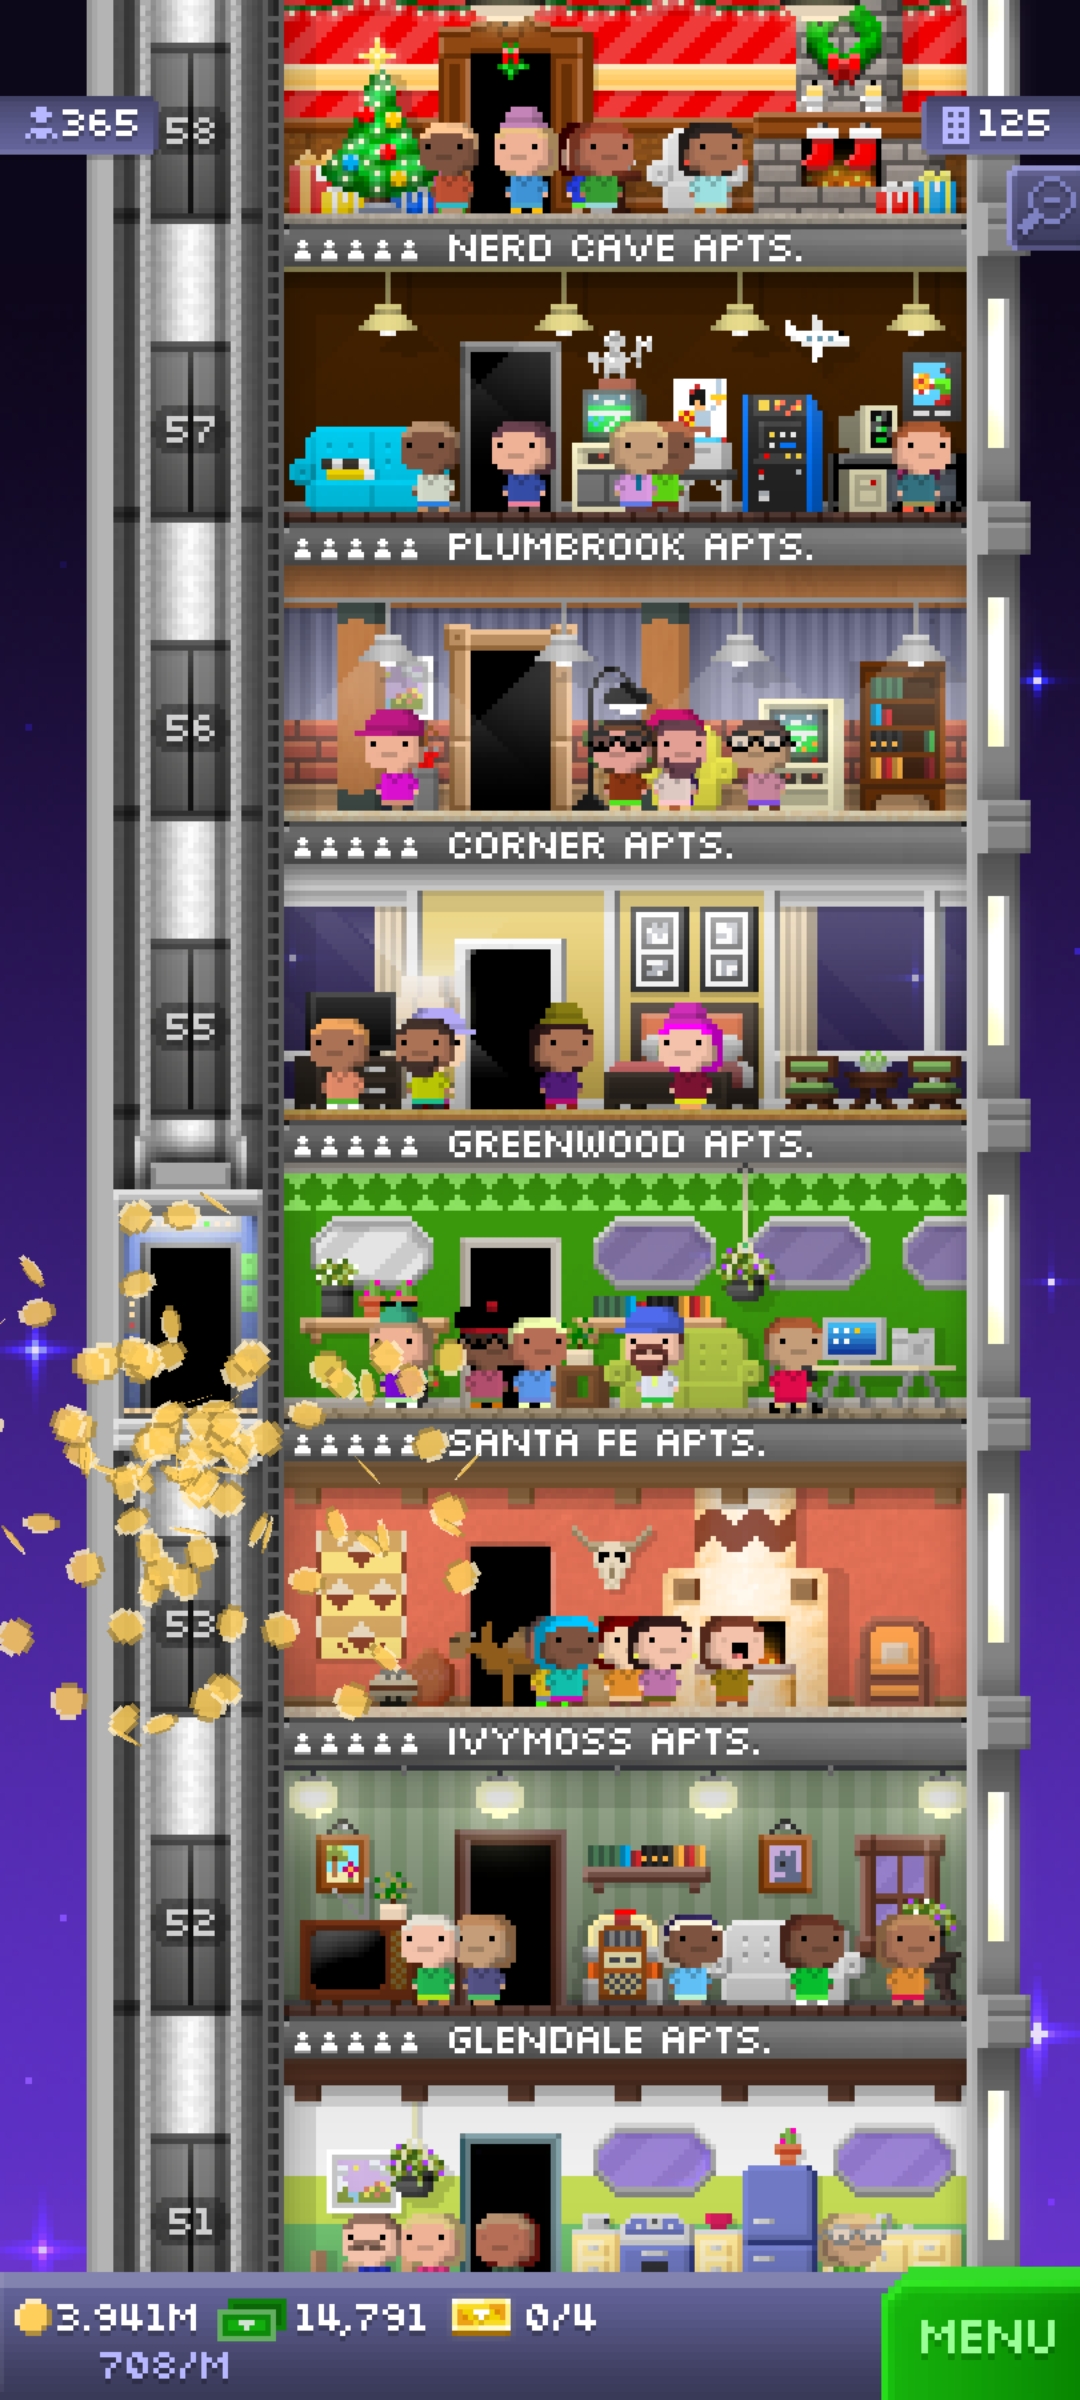 58
365
125
NERD CAVE APTS.
57
PLUMBROOK APTS.
56
CORNER APTS.
55
GREENWOOD APTS.
SANTA FE APTS.
53
IVYMOSS APTS.
52
GLENDALE APTS.
51
3.941M 14,791 0/4
708/M
MENU